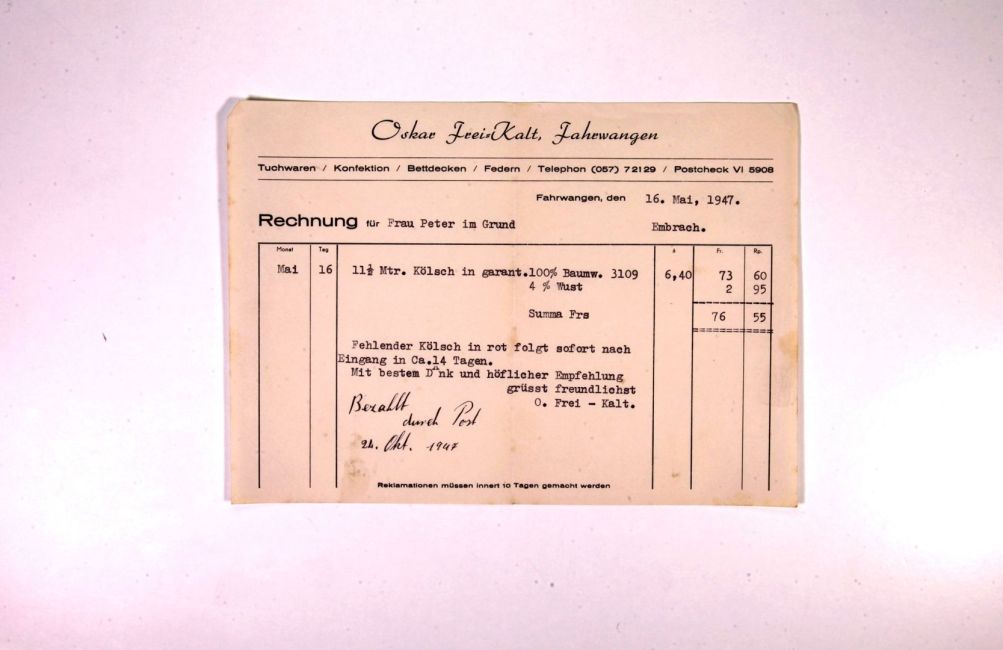 Oskar Frei-Kalt, Fahrwangen
Tuchwaren / Konfektion / Bettdecken / Federn / Telephon (057) 72129 / Postcheck VI 5908
Fahrwangen, den 16. Mai, 1947.
Rechnung für Frau Peter im Grund Embrach.
Monat Tag à Fr. Rp.
Mai 16 11½ Mtr. Kölsch in garant.100% Baumw. 3109 6,40 73 60
4 % Wust 2 95
Summa Frs 76 55
Fehlender Kölsch in rot folgt sofort nach
Eingang in Ca.14 Tagen.
Mit bestem Dank und höflicher Empfehlung
grüsst freundlichst
O. Frei - Kalt.
Bezahlt
durch Post
Okt. 1947
Reklamationen müssen innert 10 Tagen gemacht werden